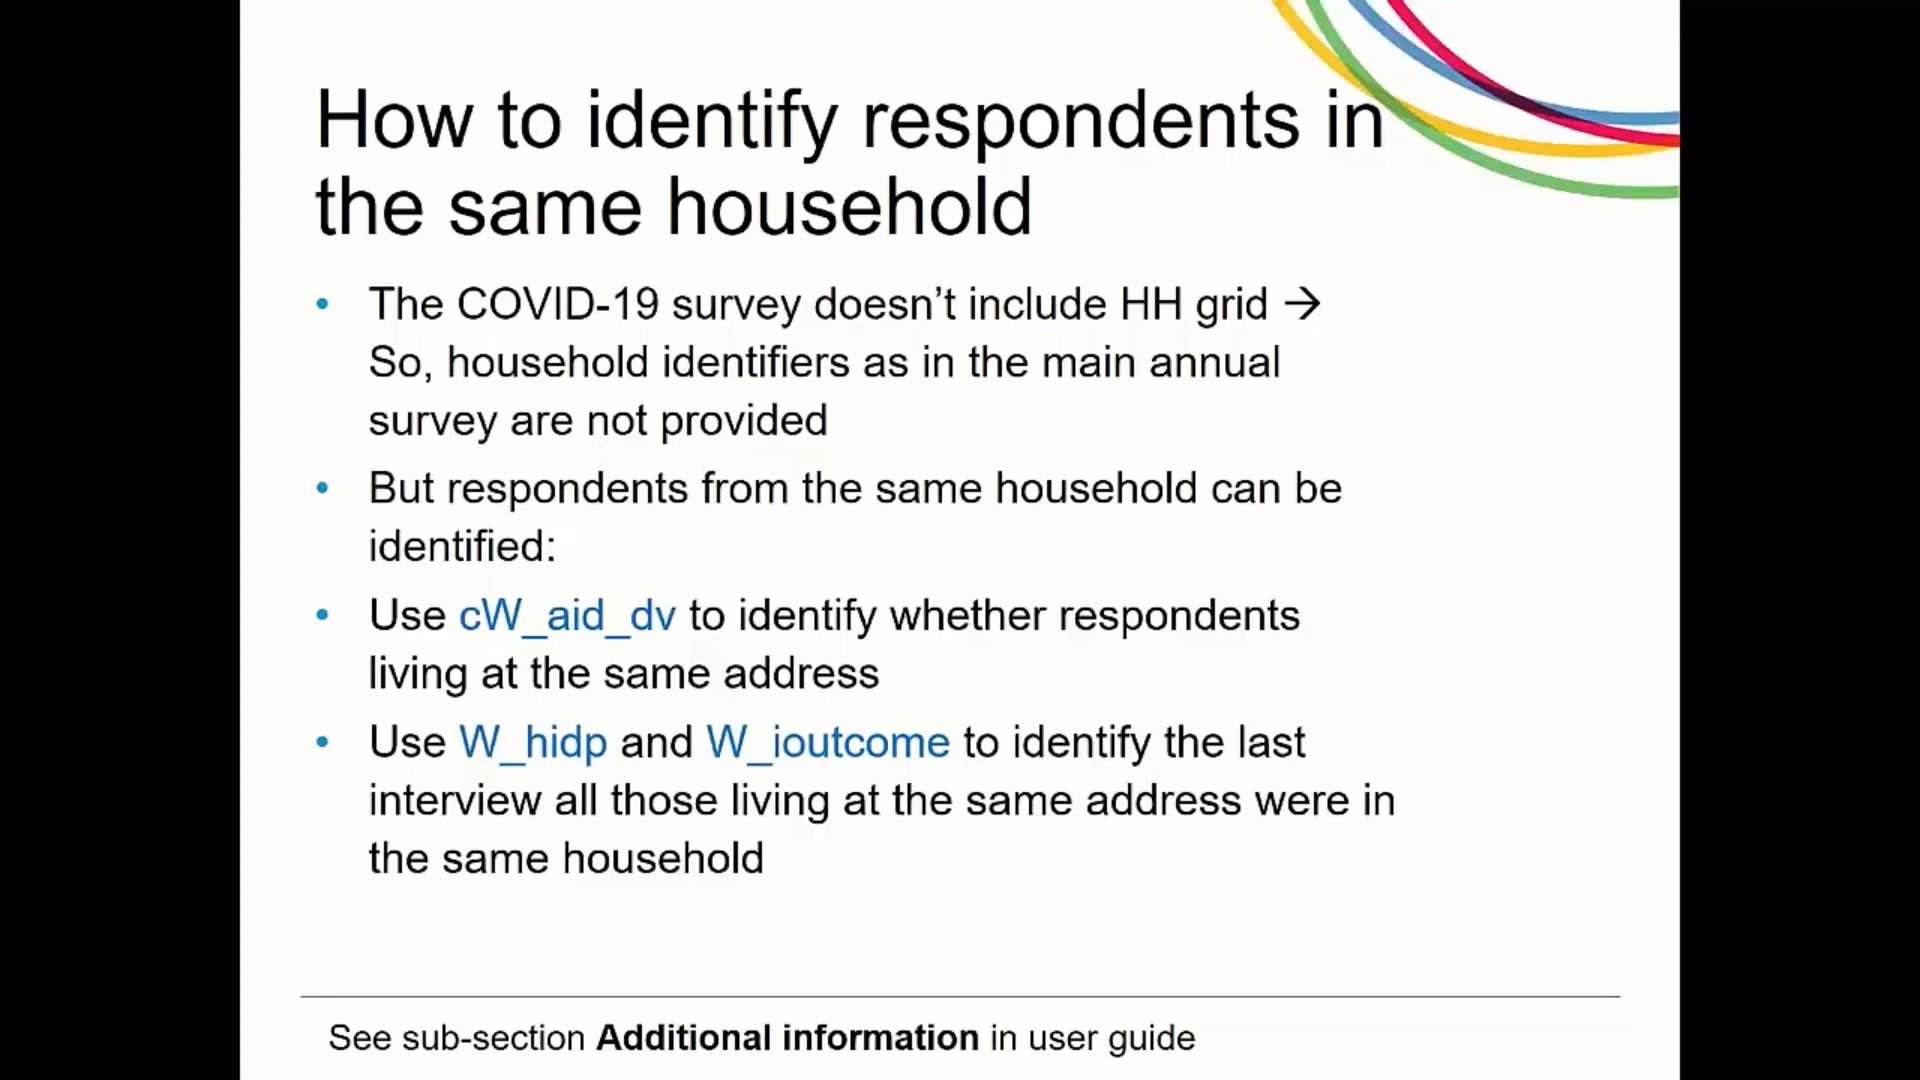 How to identify respondents in
the same household
• The COVID-19 survey doesn’t include HH grid →
So, household identifiers as in the main annual
survey are not provided
• But respondents from the same household can be
identified:
• Use cW_aid_dv to identify whether respondents
living at the same address
• Use W_hidp and W_ioutcome to identify the last
interview all those living at the same address were in
the same household
See sub-section Additional information in user guide